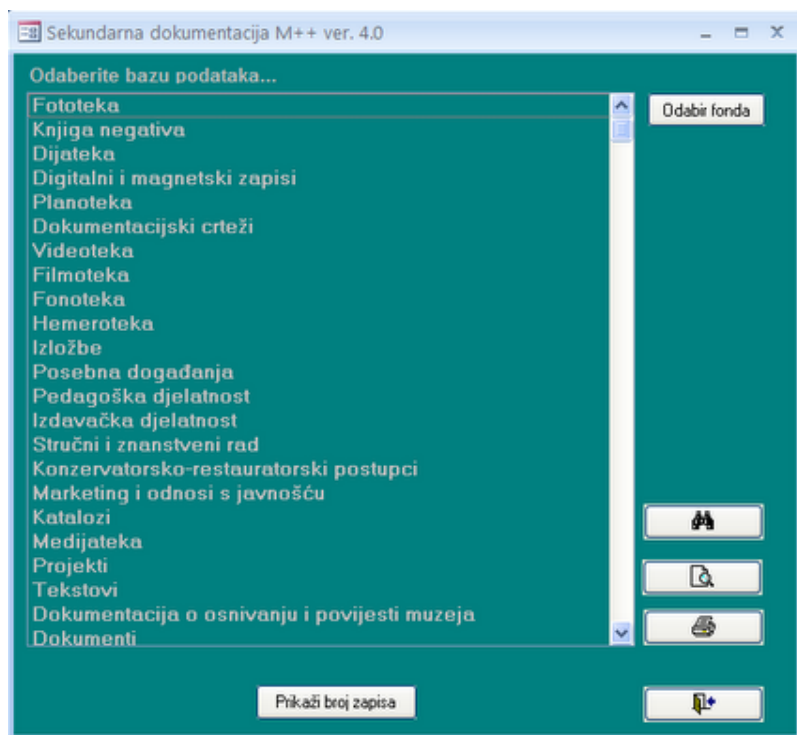 Sekundarna dokumentacija M++ ver. 4.0
Odaberite bazu podataka...
Fototeka
Odabir fonda
Knjiga negativa
Dijateka
Digitalni i magnetski zapisi
Planoteka
Dokumentacijski crteži
Videoteka
Filmoteka
Fonoteka
Hemeroteka
Izložbe
Posebna događanja
Pedagoška djelatnost
Izdavačka djelatnost
Stručni i znanstveni rad
Konzervatorsko-restauratorski postupci
Marketing i odnosi s javnošću
Katalozi
Medijateka
Projekti
Tekstovi
Dokumentacija o osnivanju i povijesti muzeja
Dokumenti
Prikaži broj zapisa